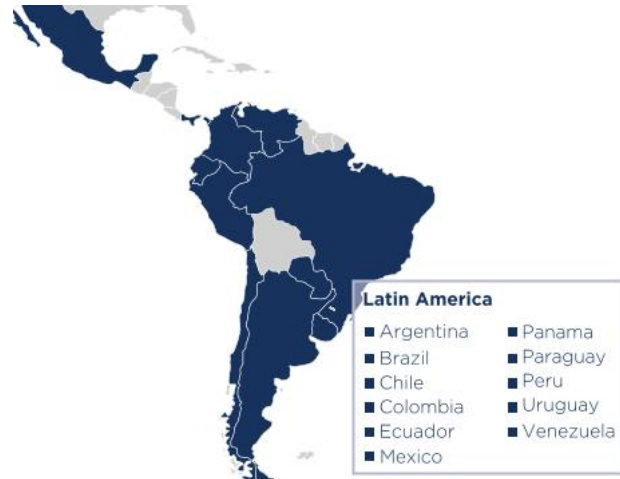 Latin America
Argentina
Brazil
Chile
Colombia
Ecuador
Mexico
Panama
Paraguay
Peru
Uruguay
Venezuela